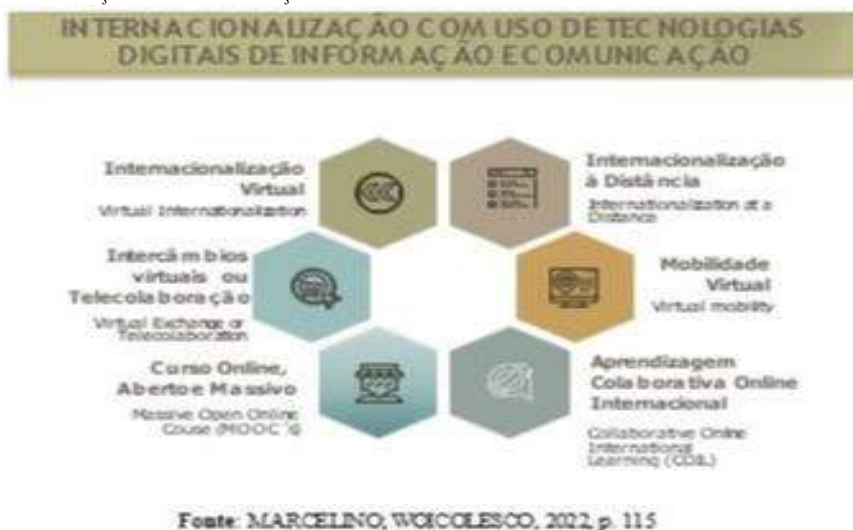 INTERNACIONALIZAÇÃO COM USO DE TECNOLOGIAS
DIGITAIS DE INFORMAÇÃO E COMUNICAÇÃO
Internacionalização
Virtual
Virtual Internationalization
Internacionalização
à Distância
Internationalization at a
Distance
Intercâmbios
virtuais ou
Telecolaboração
Virtual Exchange or
Telecolaboration
Mobilidade
Virtual
Virtual mobility
Curso Online,
Aberto e Massivo
Massive Open Online
Couse (MOOC´s)
Aprendizagem
Colaborativa Online
Internacional
Collaborative Online
International
Learning (COIL)
Fonte: MARCELINO; WOICOLESCO, 2022, p. 115